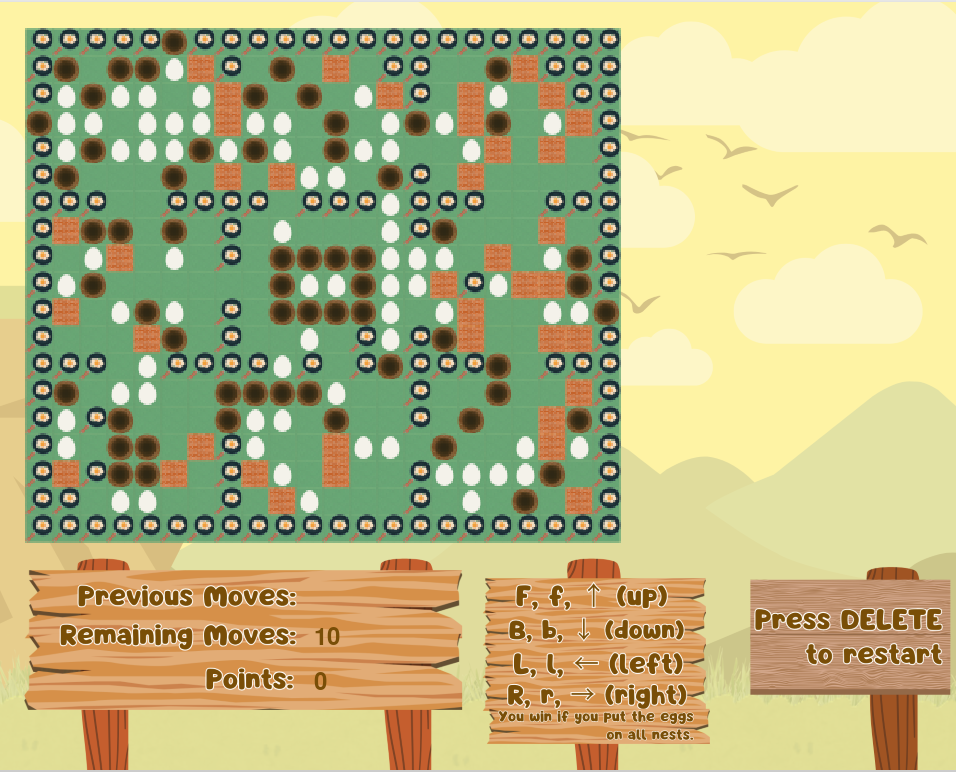 Previous Moves:
Remaining Moves: 10
Points: 0
F, f, ↑ (up)
B, b, ↓ (down)
L, l, ← (left)
R, r, → (right)
You win if you put the eggs
on all nests.
Press DELETE
to restart